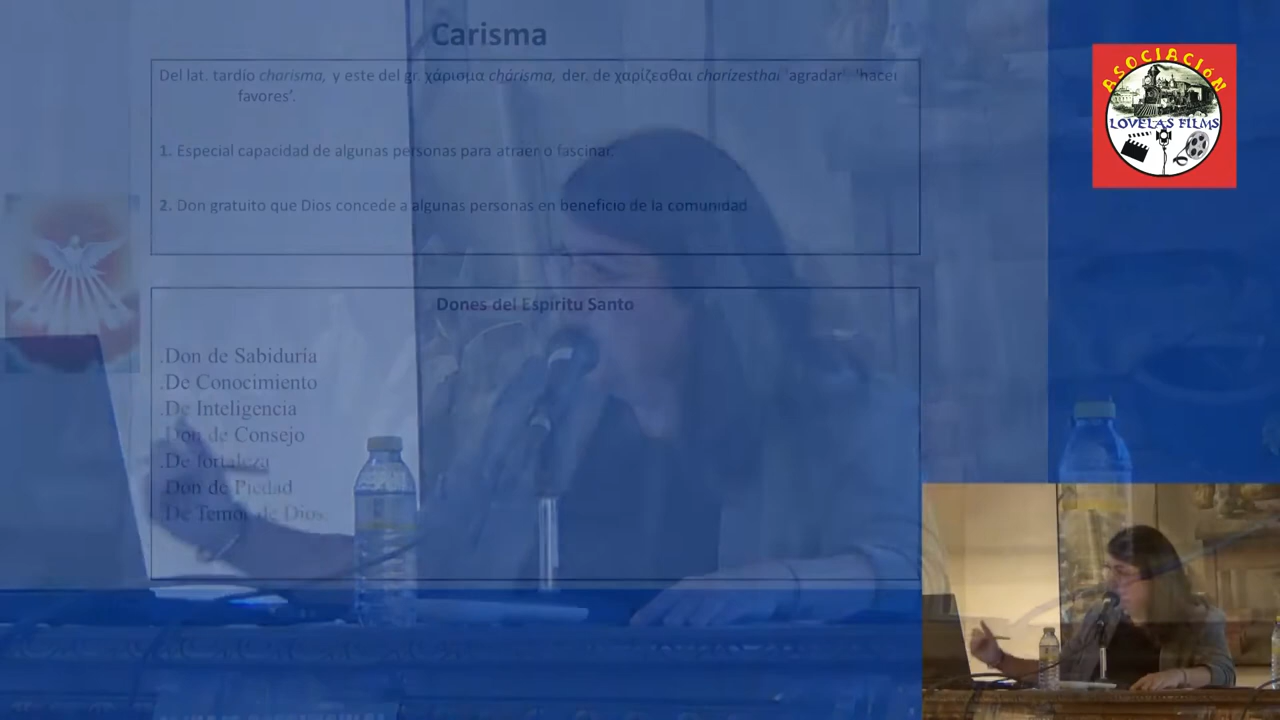 Carisma
Del lat. tardío charisma, y este del gr. χάρισμα chárisma, der. de χαρίζεσθαι charízesthai 'agradar', 'hacer
favores'.
1. Especial capacidad de algunas personas para atraer o fascinar.
2. Don gratuito que Dios concede a algunas personas en beneficio de la comunidad
Dones del Espíritu Santo
.Don de Sabiduría
.De Conocimiento
.De Inteligencia
.Don de Consejo
.De fortaleza
.Don de Piedad
.De Temor de Dios.
ASOCIACIÓN
LOVELAS FILMS